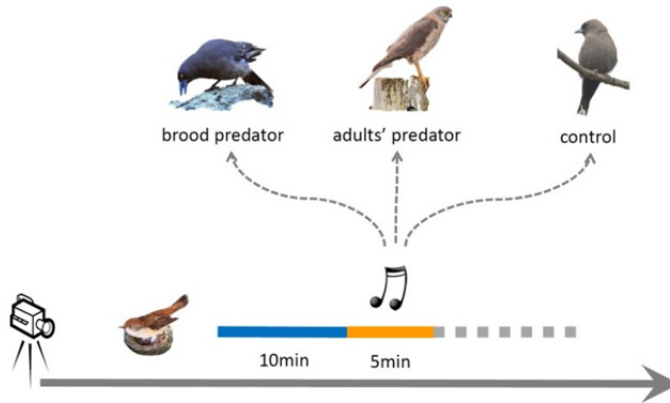 brood predator
adults' predator
control
10min
5min